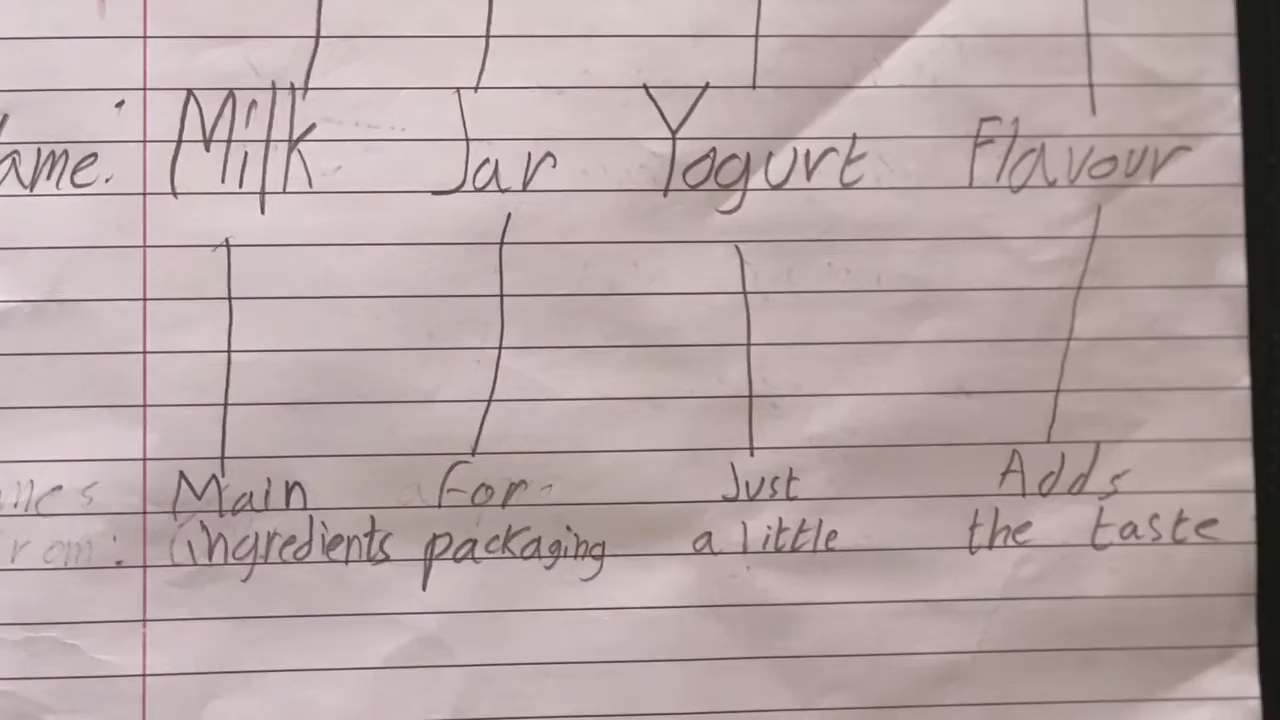 ame: Milk Jar Yogurt Flavour
Main For Just Adds
ingredients packaging a little the taste